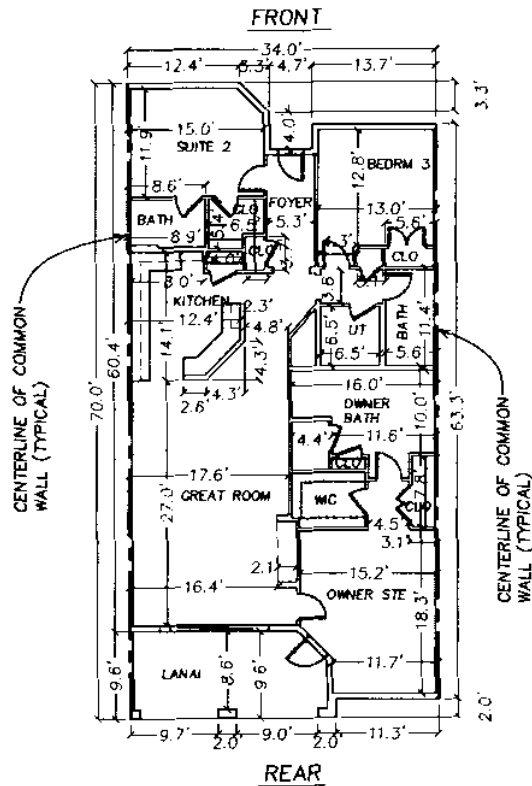 FRONT
34.0'
12.4'
3.3'
4.7'
13.7'
3.3'
15.0'
SUITE 2
11.9'
4.0'
12.8'
BEDRM 3
8.6'
CLO
FOYER
13.0'
BATH
6.5'
5.3'
5.6'
8.9'
CLO
CLO
8.0'
KITCHEN
2.3'
3.6'
6.5'
UT
BATH
11.4'
12.4'
4.8'
14.1'
4.3'
6.5'
5.6'
2.6'
4.3'
16.0'
OWNER
BATH
10.0'
70.0'
60.4'
63.3'
CENTERLINE OF COMMON
WALL (TYPICAL)
CENTERLINE OF COMMON
WALL (TYPICAL)
4.4'
11.6'
CLO
17.6'
GREAT ROOM
27.0'
WIC
7.8'
CLO
4.5'
3.1'
2.1'
15.2'
16.4'
OWNER STE
18.3'
LANAI
8.6'
9.6'
9.6'
11.7'
2.0'
9.7'
2.0'
9.0'
2.0'
11.3'
REAR